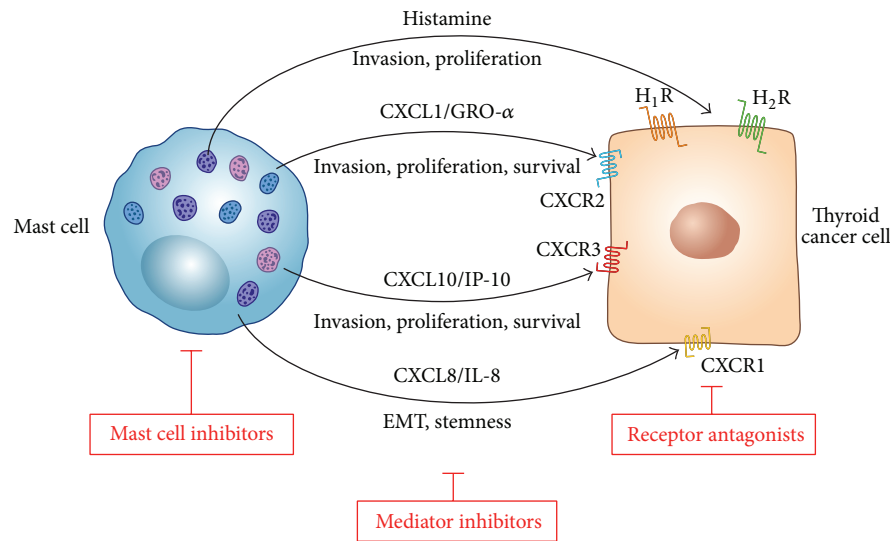 Histamine
Invasion, proliferation
H₁R
H₂R
CXCL1/GRO-α
Invasion, proliferation, survival
CXCR2
Mast cell
Thyroid
cancer cell
CXCR3
CXCL10/IP-10
Invasion, proliferation, survival
CXCR1
CXCL8/IL-8
EMT, stemness
Mast cell inhibitors
Receptor antagonists
Mediator inhibitors